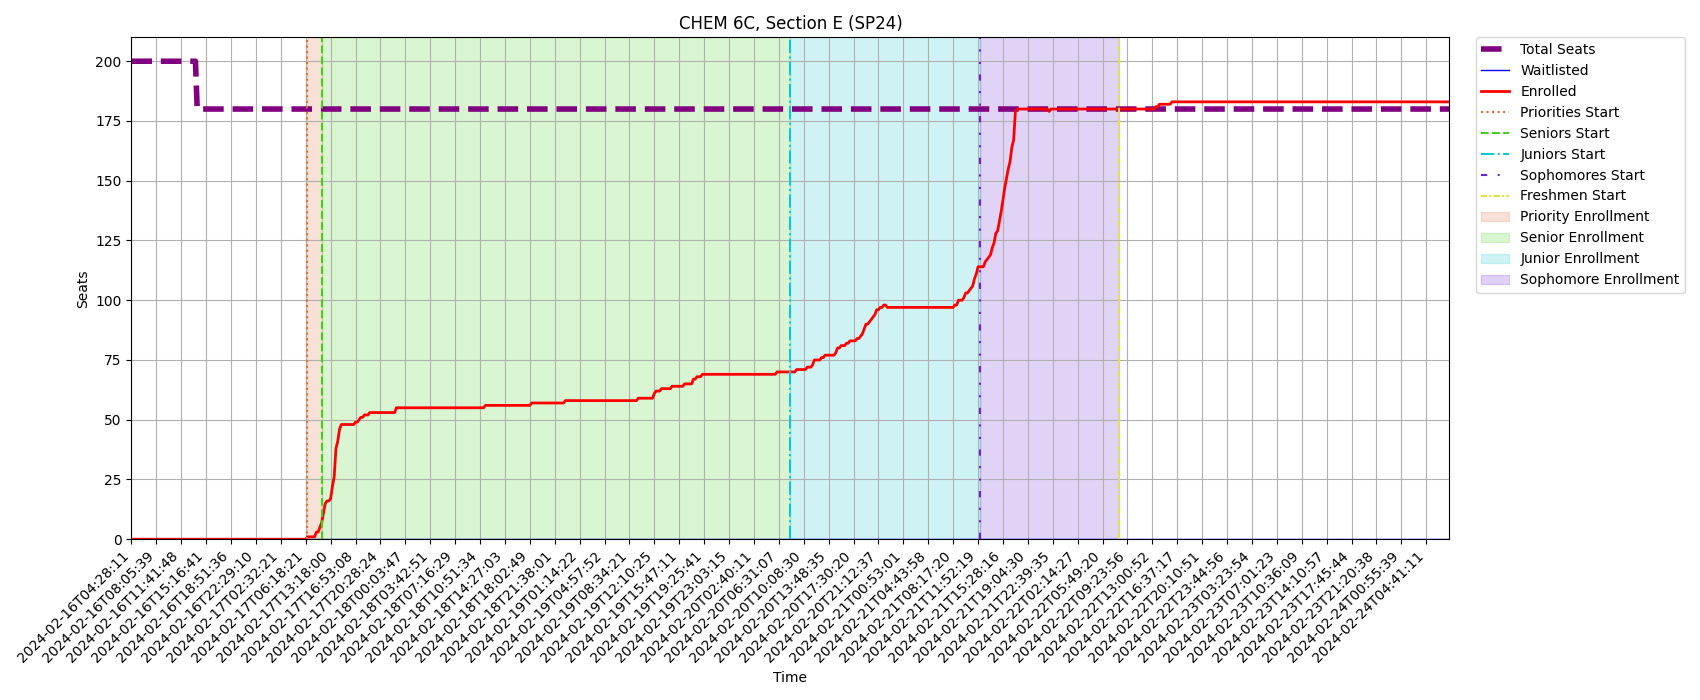 CHEM 6C, Section E (SP24)
Seats
200
175
150
125
100
75
50
25
0
2024-02-16T04:28:11
2024-02-16T08:05:39
2024-02-16T11:41:48
2024-02-16T15:16:41
2024-02-16T18:51:36
2024-02-16T22:29:10
2024-02-17T02:32:21
2024-02-17T06:18:21
2024-02-17T13:18:00
2024-02-17T16:53:08
2024-02-17T20:28:24
2024-02-18T00:03:47
2024-02-18T03:42:51
2024-02-18T07:16:29
2024-02-18T10:51:34
2024-02-18T14:27:03
2024-02-18T18:02:49
2024-02-18T21:38:01
2024-02-19T01:14:22
2024-02-19T04:57:52
2024-02-19T08:34:21
2024-02-19T12:10:25
2024-02-19T15:47:11
2024-02-19T19:25:41
2024-02-19T23:03:15
2024-02-20T02:40:11
2024-02-20T06:31:07
2024-02-20T10:08:30
2024-02-20T13:48:35
2024-02-20T17:30:20
2024-02-20T21:12:37
2024-02-21T00:53:01
2024-02-21T04:43:58
2024-02-21T08:17:20
2024-02-21T11:52:19
2024-02-21T15:28:16
2024-02-21T19:04:30
2024-02-21T22:39:35
2024-02-22T02:14:27
2024-02-22T05:49:20
2024-02-22T09:23:56
2024-02-22T13:00:52
2024-02-22T16:37:17
2024-02-22T20:10:51
2024-02-22T23:44:56
2024-02-23T03:23:54
2024-02-23T07:01:23
2024-02-23T10:36:09
2024-02-23T14:10:57
2024-02-23T17:45:44
2024-02-23T21:20:38
2024-02-24T00:55:39
2024-02-24T04:41:11
Time
Total Seats
Waitlisted
Enrolled
Priorities Start
Seniors Start
Juniors Start
Sophomores Start
Freshmen Start
Priority Enrollment
Senior Enrollment
Junior Enrollment
Sophomore Enrollment